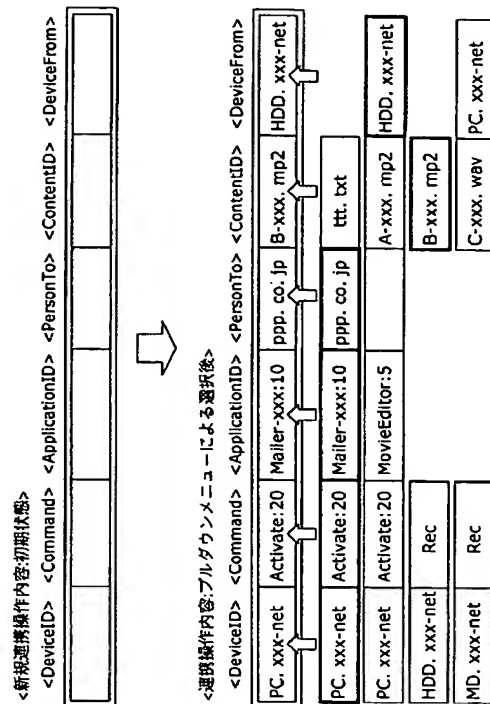 <新規連携操作内容:初期状態>
<DeviceID> <Command> <ApplicationID> <PersonTo> <ContentID> <DeviceFrom>
<連携操作内容:プルダウンメニューによる選択後>
<DeviceID> <Command> <ApplicationID> <PersonTo> <ContentID> <DeviceFrom>
PC. xxx-net Activate:20 Mailer-xxx:10 ppp. co. jp B-xxx. mp2 HDD. xxx-net
PC. xxx-net Activate:20 Mailer-xxx:10 ppp. co. jp ttt. txt
PC. xxx-net Activate:20 MovieEditor:5 A-xxx. mp2 HDD. xxx-net
HDD. xxx-net Rec B-xxx. mp2
MD. xxx-net Rec C-xxx. wav PC. xxx-net